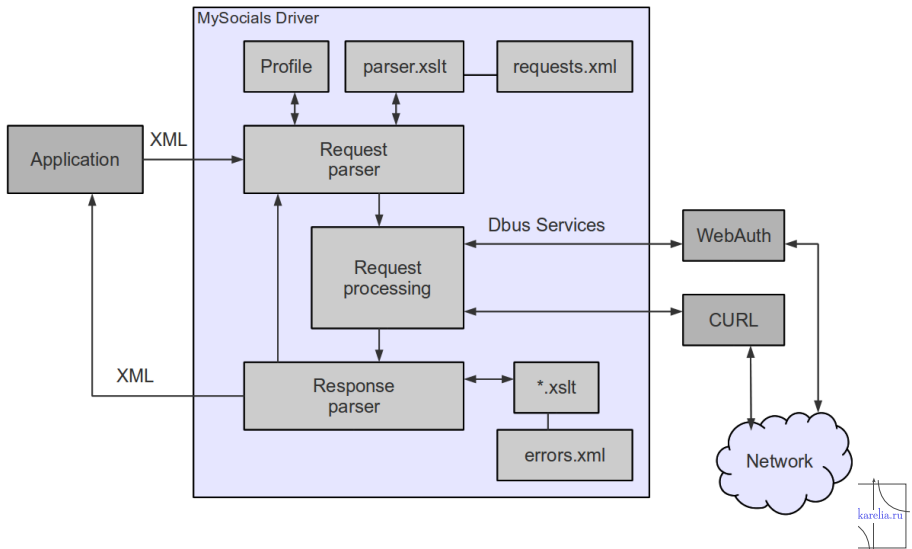 MySocials Driver
Profile
parser.xslt
requests.xml
XML
Application
Request
parser
Dbus Services
WebAuth
Request
processing
CURL
XML
Response
parser
*.xslt
errors.xml
Network
karelia.ru